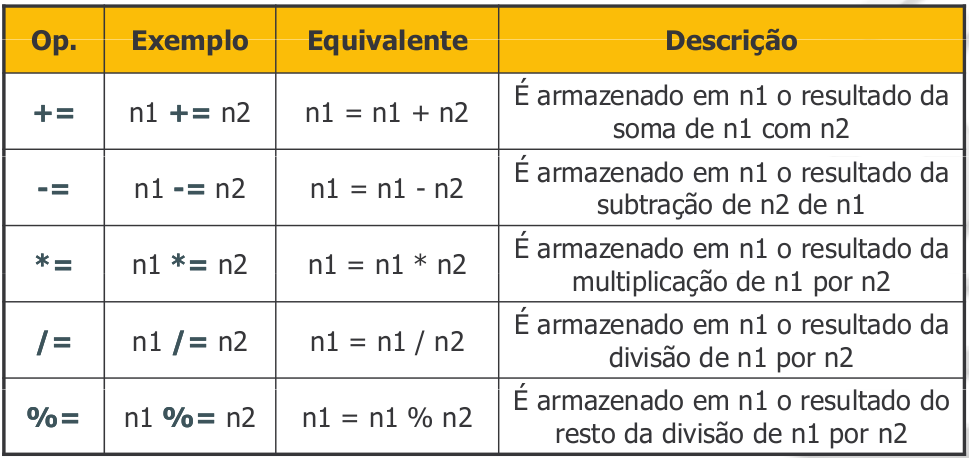 Op. Exemplo Equivalente Descrição
+= n1 += n2 n1 = n1 + n2 É armazenado em n1 o resultado da
soma de n1 com n2
-= n1 -= n2 n1 = n1 - n2 É armazenado em n1 o resultado da
subtração de n2 de n1
*= n1 *= n2 n1 = n1 * n2 É armazenado em n1 o resultado da
multiplicação de n1 por n2
/= n1 /= n2 n1 = n1 / n2 É armazenado em n1 o resultado da
divisão de n1 por n2
%= n1 %= n2 n1 = n1 % n2 É armazenado em n1 o resultado do
resto da divisão de n1 por n2